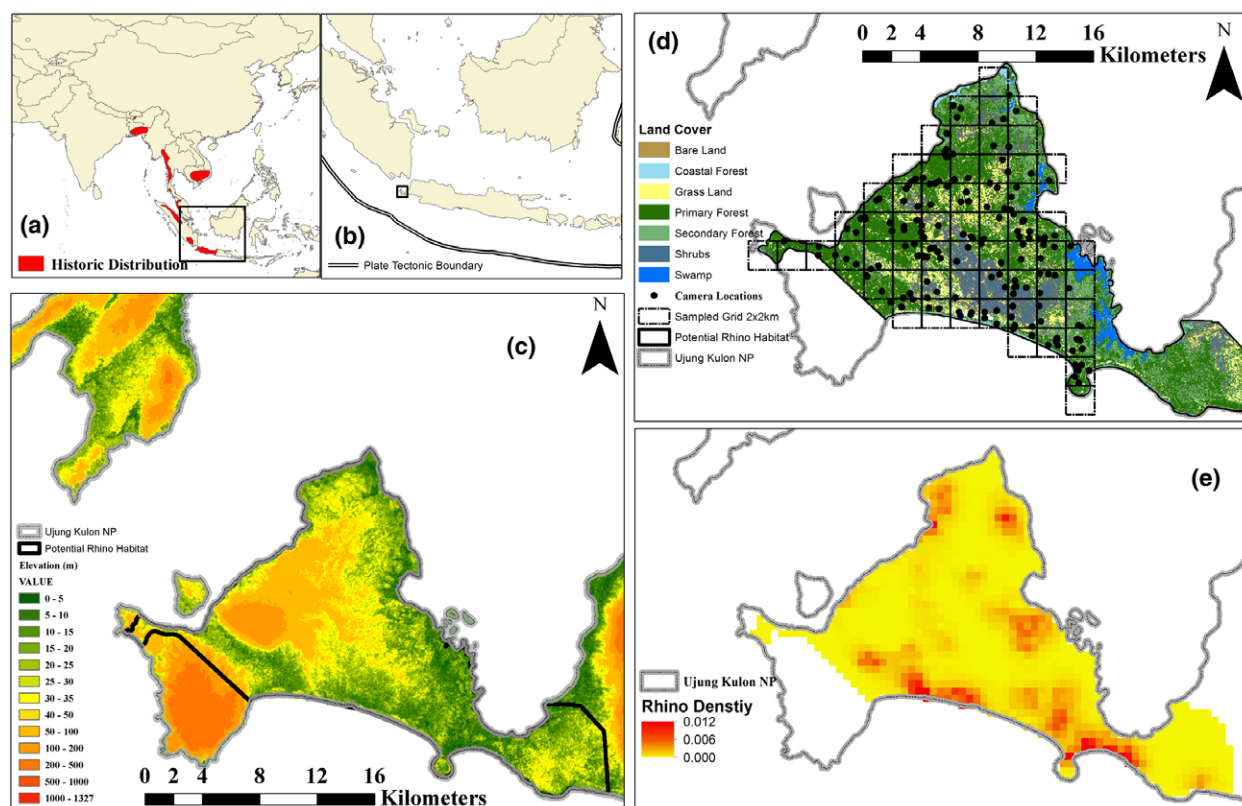 (a)
Historic Distribution
(b)
Plate Tectonic Boundary
(c)
N
Ujung Kulon NP
Potential Rhino Habitat
Elevation (m)
VALUE
0 - 5
5 - 10
10 - 15
15 - 20
20 - 25
25 - 30
30 - 35
40 - 50
50 - 100
100 - 200
200 - 500
500 - 1000
1000 - 1327
0 2 4 8 12 16
Kilometers
(d)
0 2 4 8 12 16
Kilometers
N
Land Cover
Bare Land
Coastal Forest
Grass Land
Primary Forest
Secondary Forest
Shrubs
Swamp
Camera Locations
Sampled Grid 2x2km
Potential Rhino Habitat
Ujung Kulon NP
(e)
Ujung Kulon NP
Rhino Denstiy
0.012
0.006
0.000